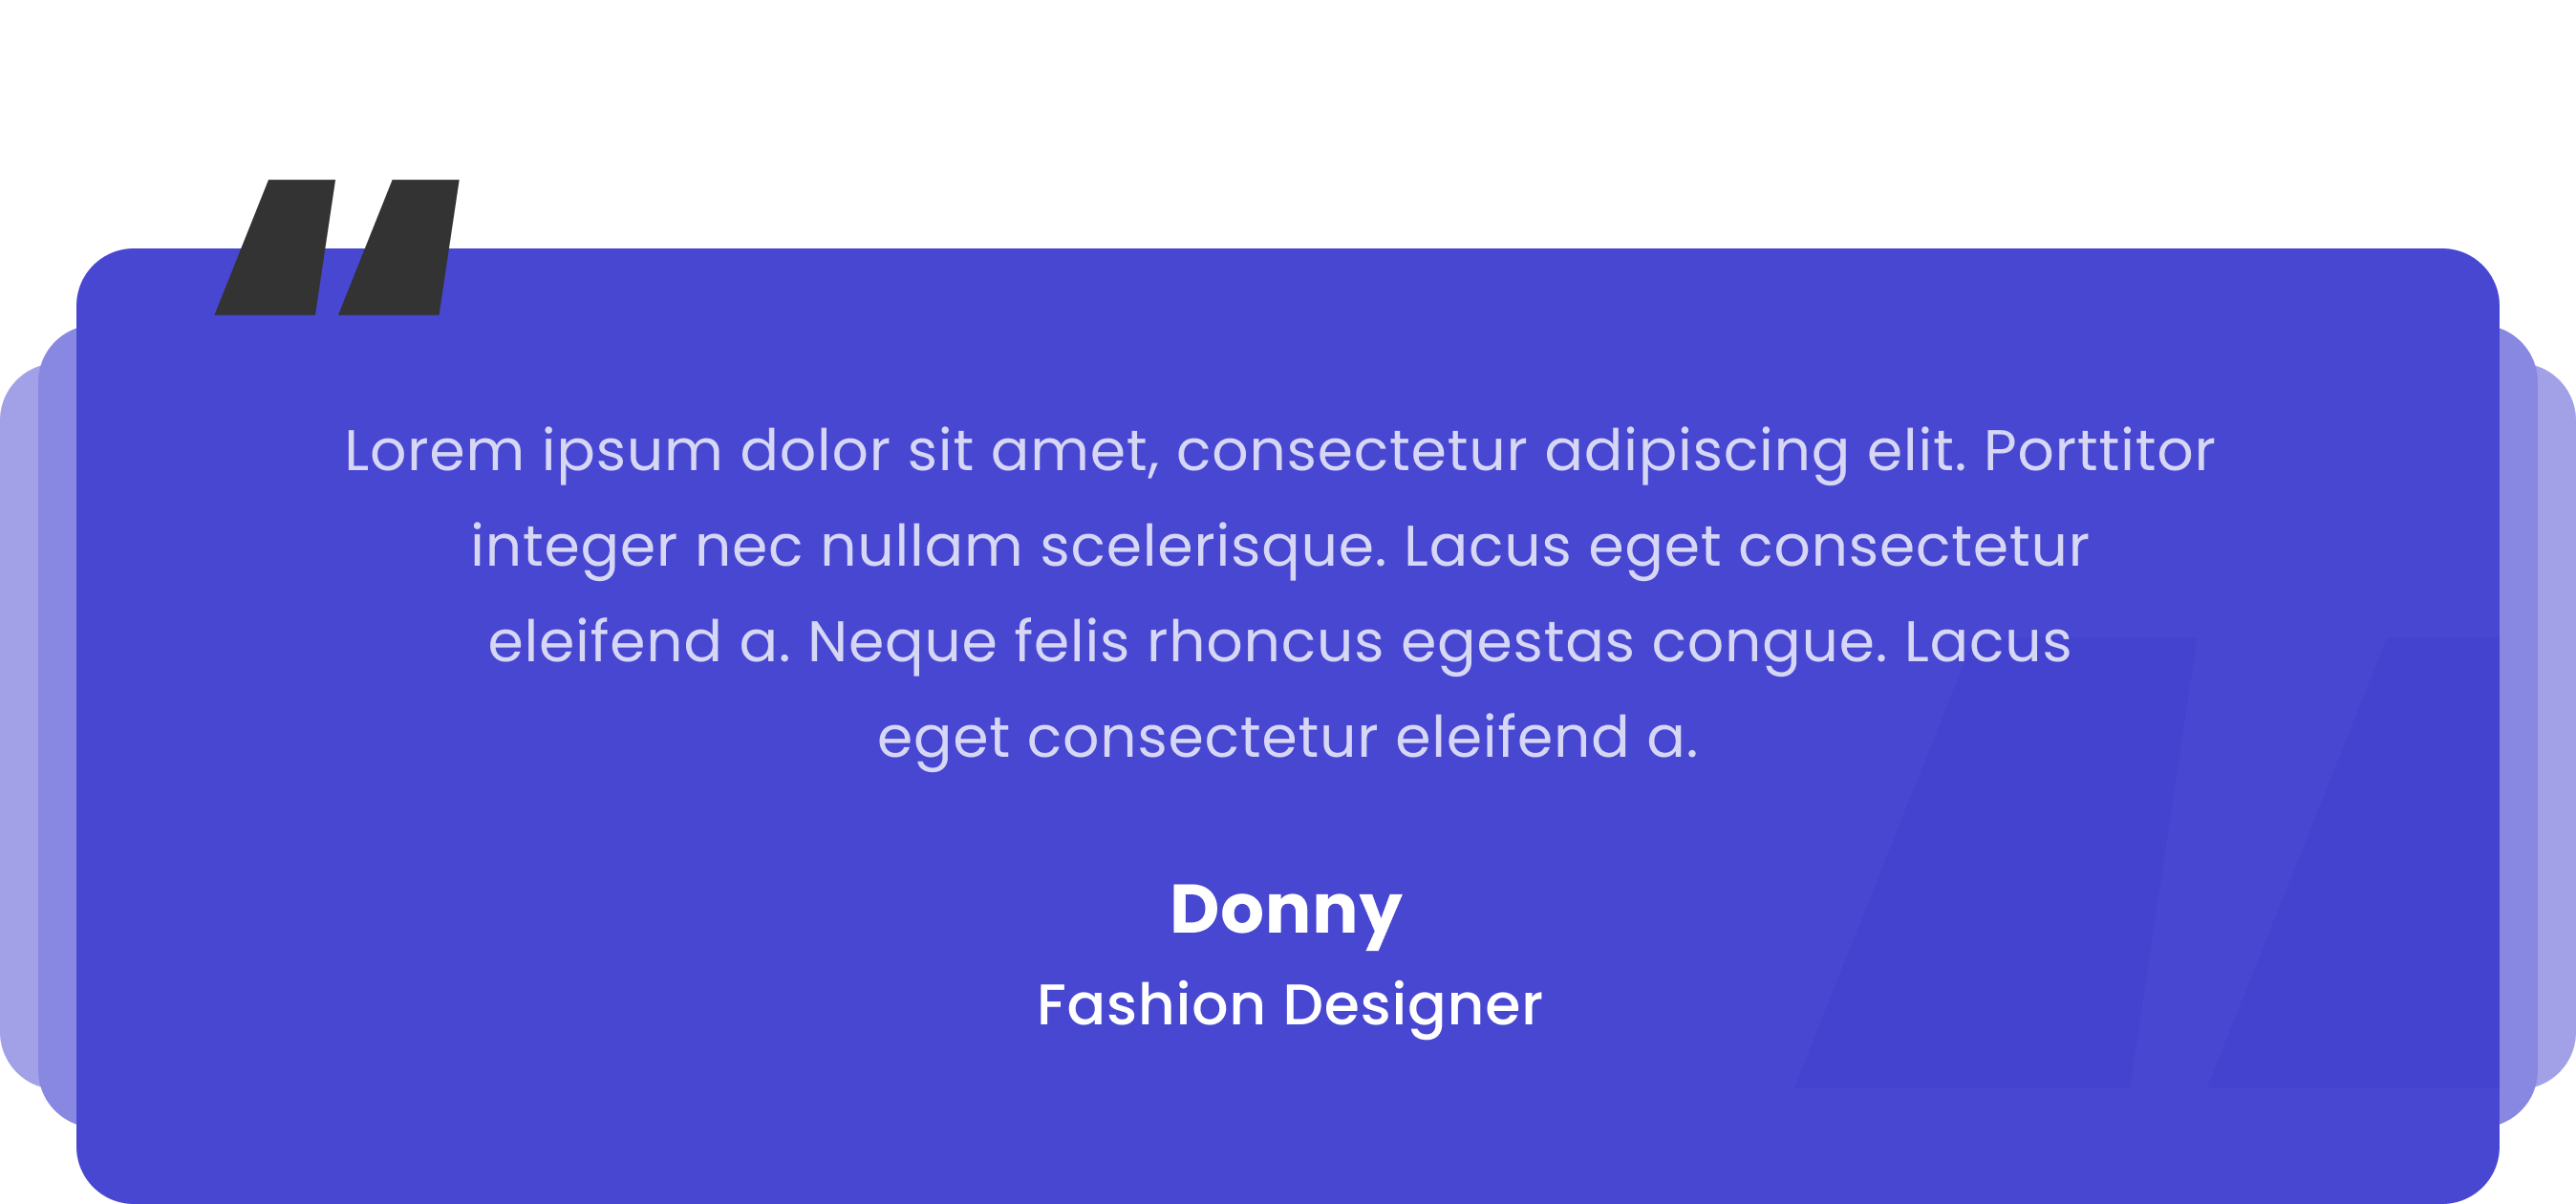 Lorem ipsum dolor sit amet, consectetur adipiscing elit. Porttitor
integer nec nullam scelerisque. Lacus eget consectetur
eleifend a. Neque felis rhoncus egestas congue. Lacus
eget consectetur eleifend a.
Donny
Fashion Designer